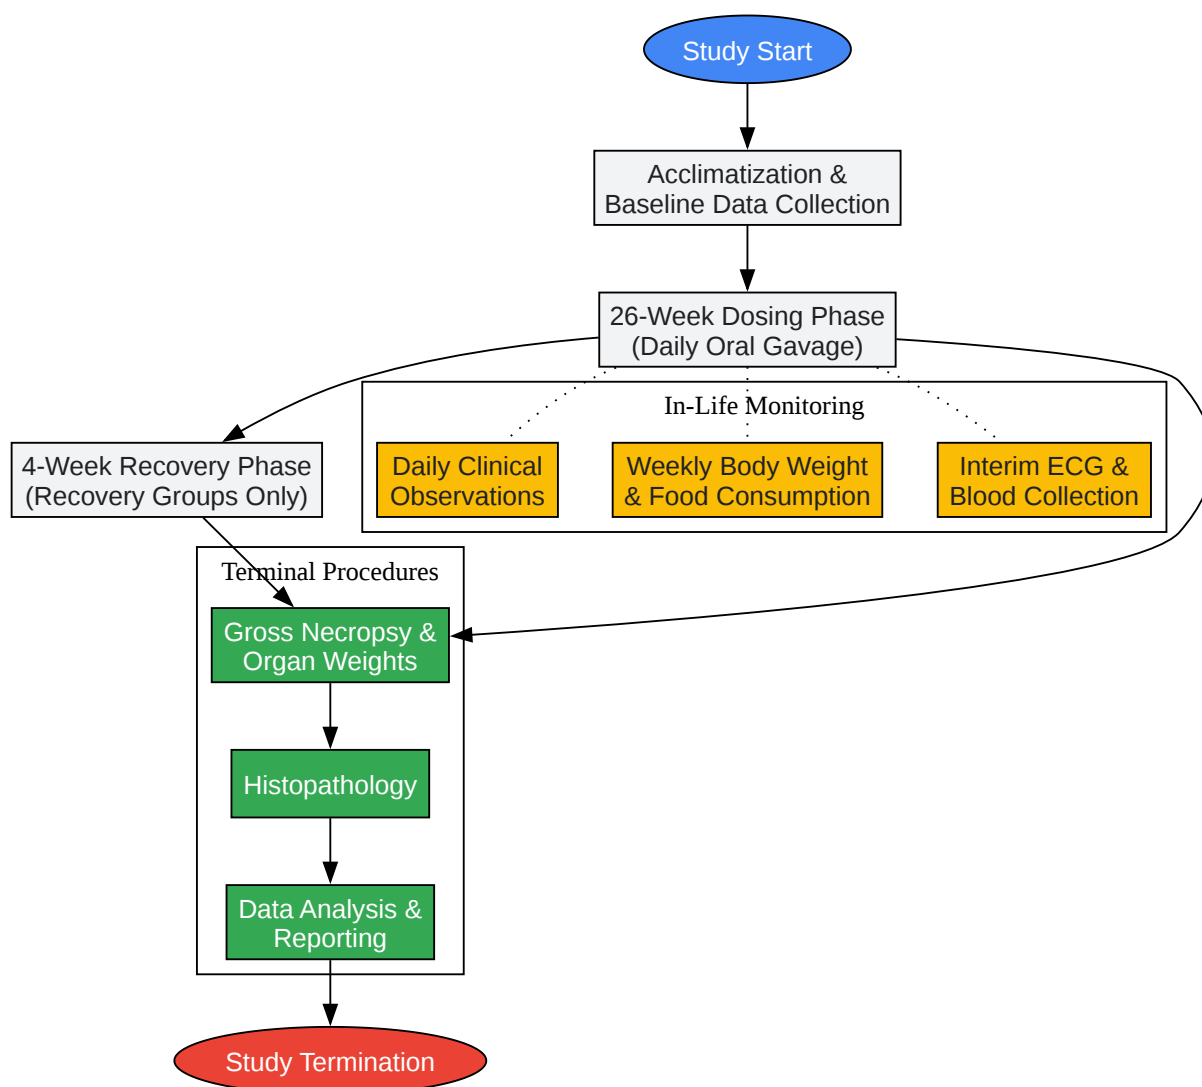 Study Start
Acclimatization &
Baseline Data Collection
26-Week Dosing Phase
(Daily Oral Gavage)
In-Life Monitoring
4-Week Recovery Phase
(Recovery Groups Only)
Daily Clinical
Observations
Weekly Body Weight
& Food Consumption
Interim ECG &
Blood Collection
Terminal Procedures
Gross Necropsy &
Organ Weights
Histopathology
Data Analysis &
Reporting
Study Termination